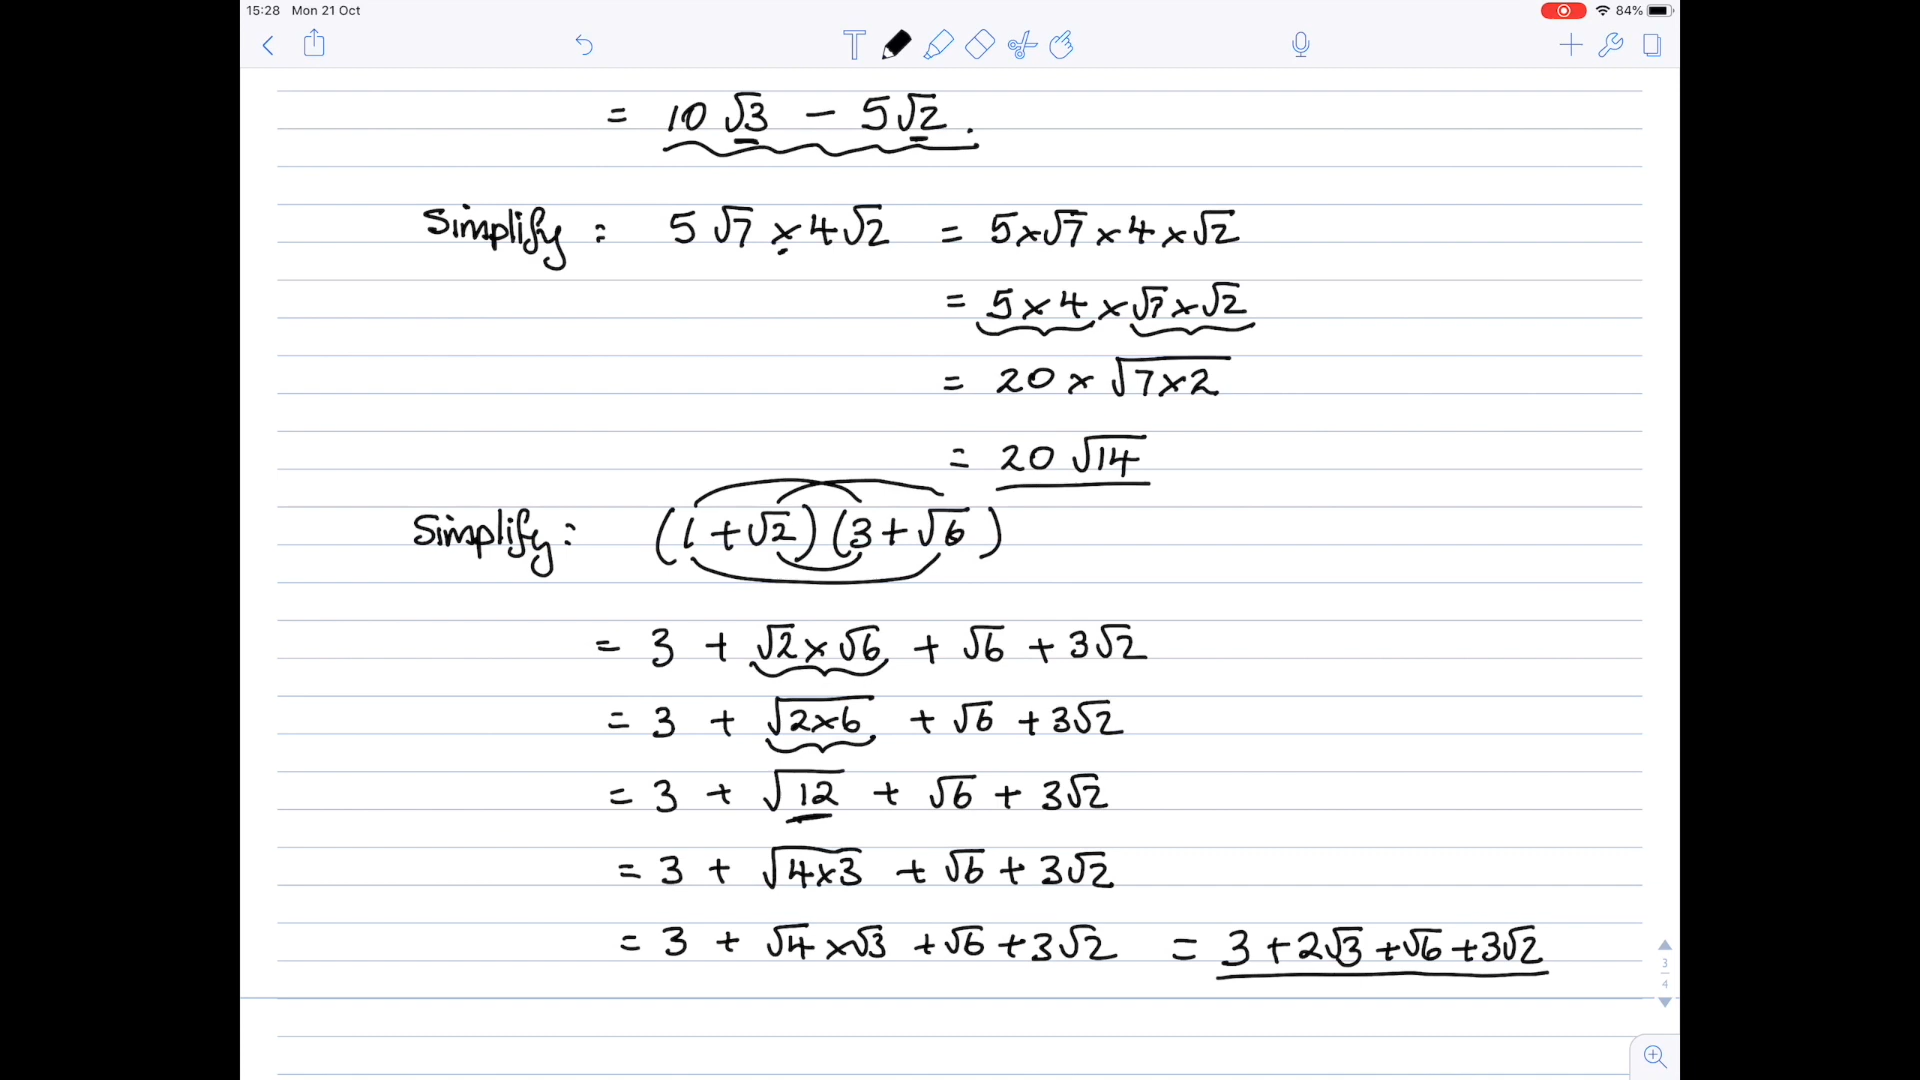 15:28 Mon 21 Oct 84%
T
= 10√3 − 5√2.
Simplify: 5√7 × 4√2 = 5×√7 × 4 × √2
= 5 × 4 × √7 × √2
= 20 × √(7×2)
= 20√14
Simplify: (1 + √2)(3 + √6)
= 3 + √2 × √6 + √6 + 3√2
= 3 + √(2×6) + √6 + 3√2
= 3 + √12 + √6 + 3√2
= 3 + √(4×3) + √6 + 3√2
= 3 + √4 × √3 + √6 + 3√2 = 3 + 2√3 + √6 + 3√2
3
4